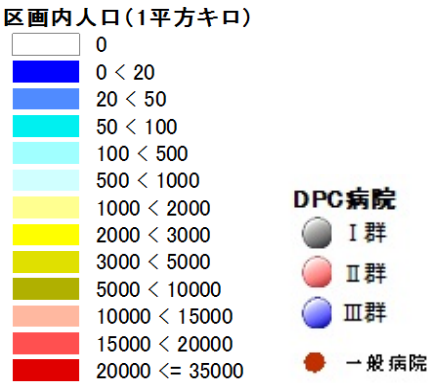 区画内人口(1平方キロ)
0
0 < 20
20 < 50
50 < 100
100 < 500
500 < 1000
1000 < 2000
2000 < 3000
3000 < 5000
5000 < 10000
10000 < 15000
15000 < 20000
20000 <= 35000
DPC病院
Ⅰ群
Ⅱ群
Ⅲ群
一般病院